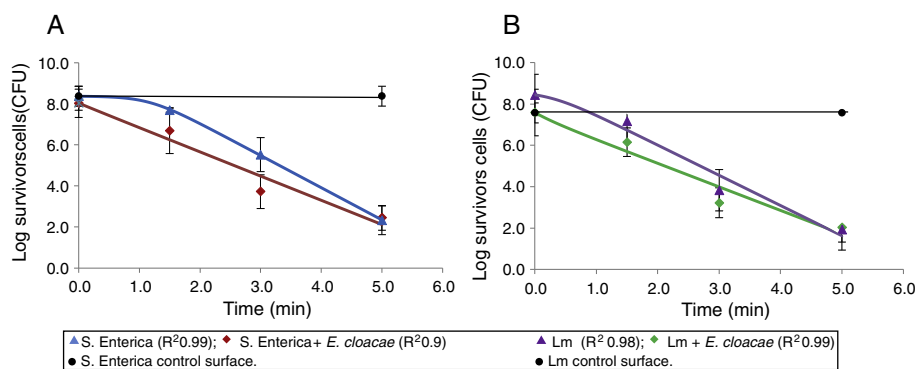 A
B
Log survivorscells(CFU)
10.0
8.0
6.0
4.0
2.0
0.0
0.0 1.0 2.0 3.0 4.0 5.0 6.0
Time (min)
Log survivors cells (CFU)
10.0
8.0
6.0
4.0
2.0
0.0
0.0 1.0 2.0 3.0 4.0 5.0 6.0
Time (min)
S. Enterica (R²0.99); S. Enterica+ E. cloacae (R²0.9) Lm (R²0.98); Lm + E. cloacae (R²0.99)
S. Enterica control surface. Lm control surface.